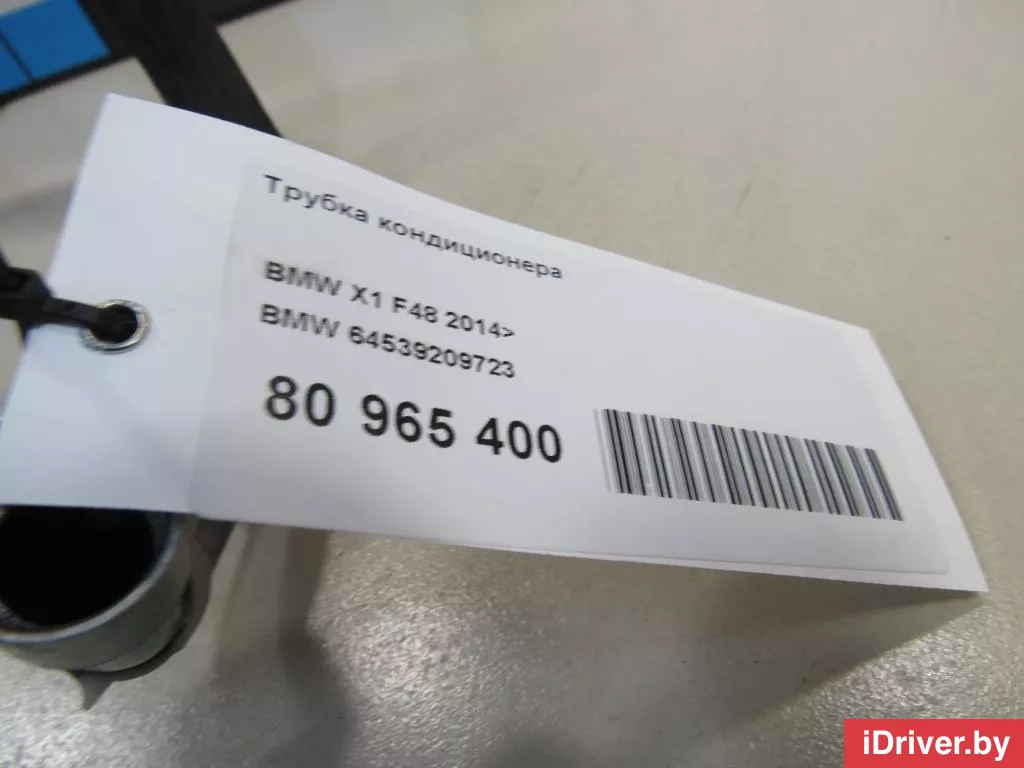 Трубка кондиционера
BMW X1 F48 2014>
BMW 64539209723
80 965 400
iDriver.by